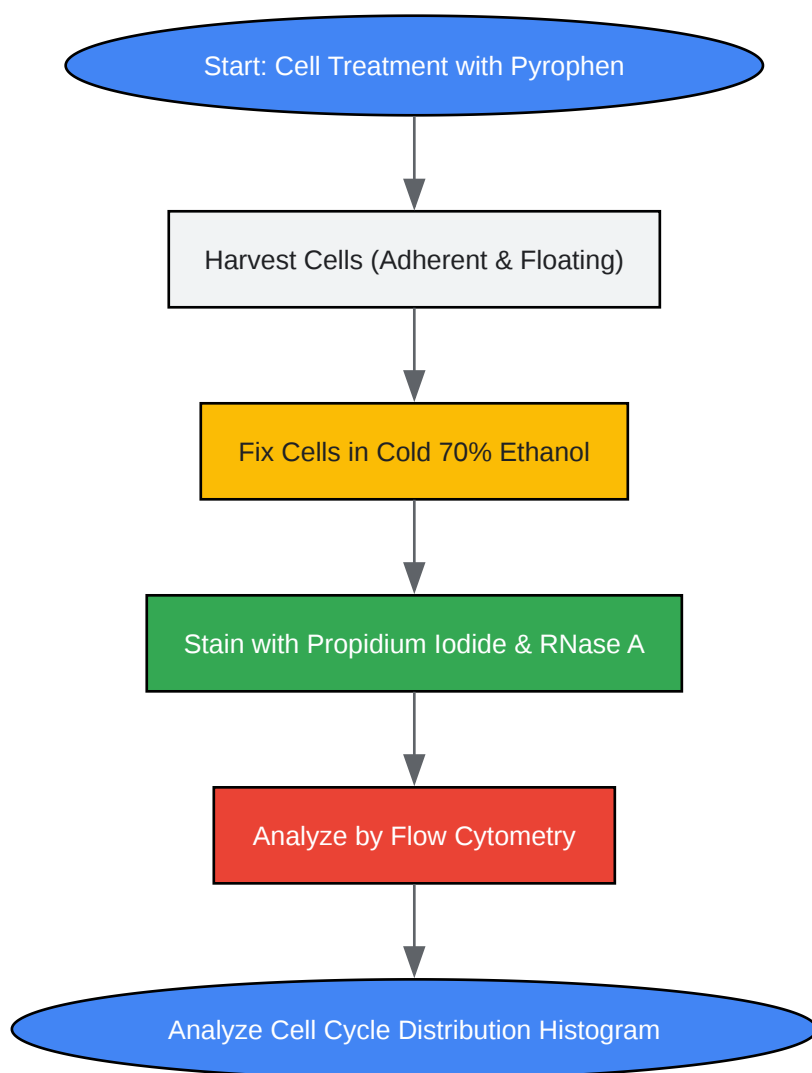 Start: Cell Treatment with Pyrophen
Harvest Cells (Adherent & Floating)
Fix Cells in Cold 70% Ethanol
Stain with Propidium Iodide & RNase A
Analyze by Flow Cytometry
Analyze Cell Cycle Distribution Histogram